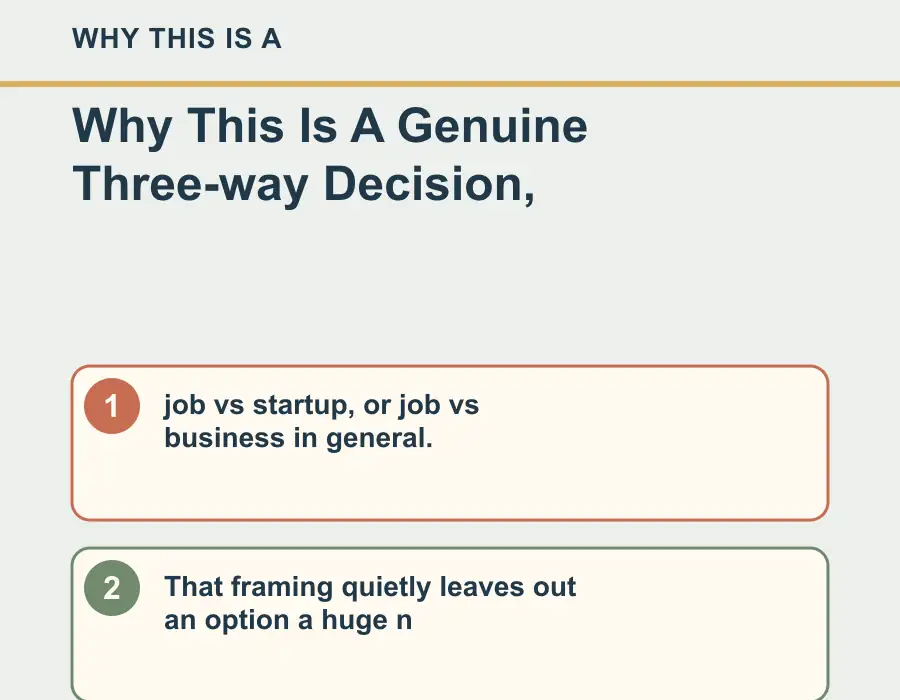 WHY THIS IS A
Why This Is A Genuine
Three-way Decision,
1
job vs startup, or job vs
business in general.
2
That framing quietly leaves out
an option a huge n